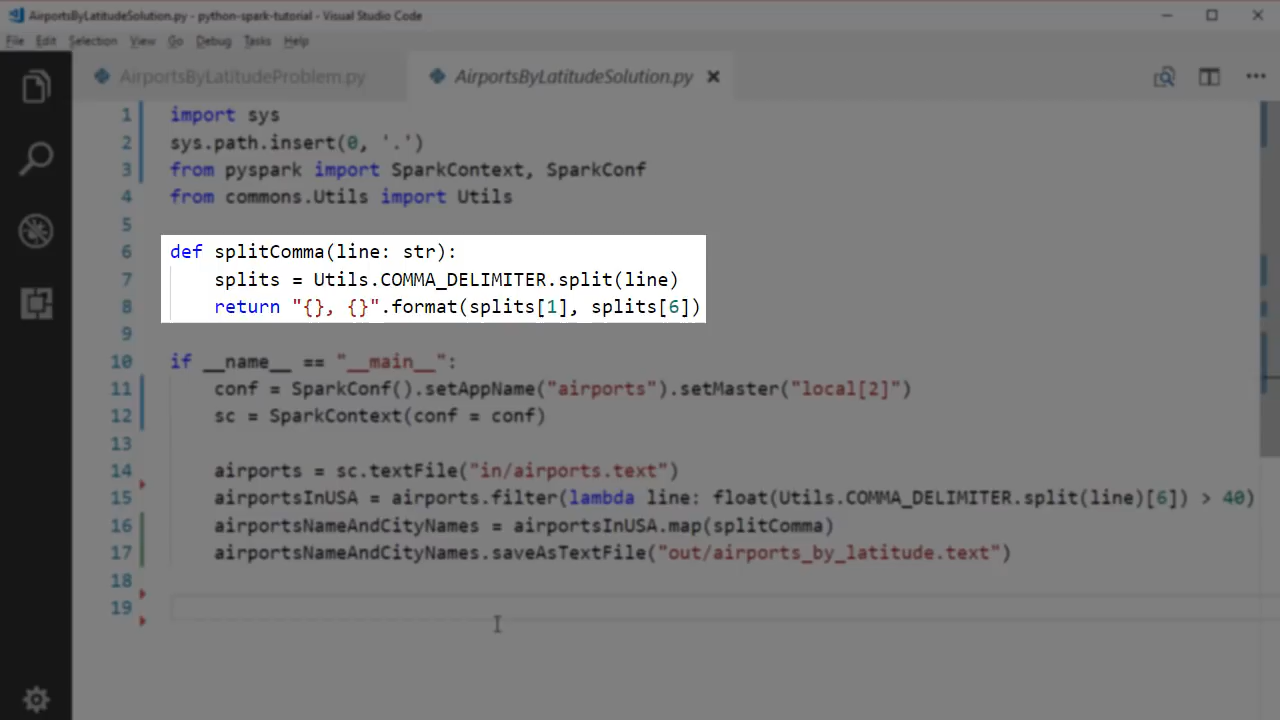 AirportsByLatitudeSolution.py - python-spark-tutorial - Visual Studio Code
File Edit Selection View Go Debug Tasks Help
AirportsByLatitudeProblem.py AirportsByLatitudeSolution.py
1 import sys
2 sys.path.insert(0, '.')
3 from pyspark import SparkContext, SparkConf
4 from commons.Utils import Utils
5
6 def splitComma(line: str):
7 splits = Utils.COMMA_DELIMITER.split(line)
8 return "{}, {}".format(splits[1], splits[6])
9
10 if __name__ == "__main__":
11 conf = SparkConf().setAppName("airports").setMaster("local[2]")
12 sc = SparkContext(conf = conf)
13
14 airports = sc.textFile("in/airports.text")
15 airportsInUSA = airports.filter(lambda line: float(Utils.COMMA_DELIMITER.split(line)[6]) > 40)
16 airportsNameAndCityNames = airportsInUSA.map(splitComma)
17 airportsNameAndCityNames.saveAsTextFile("out/airports_by_latitude.text")
18
19